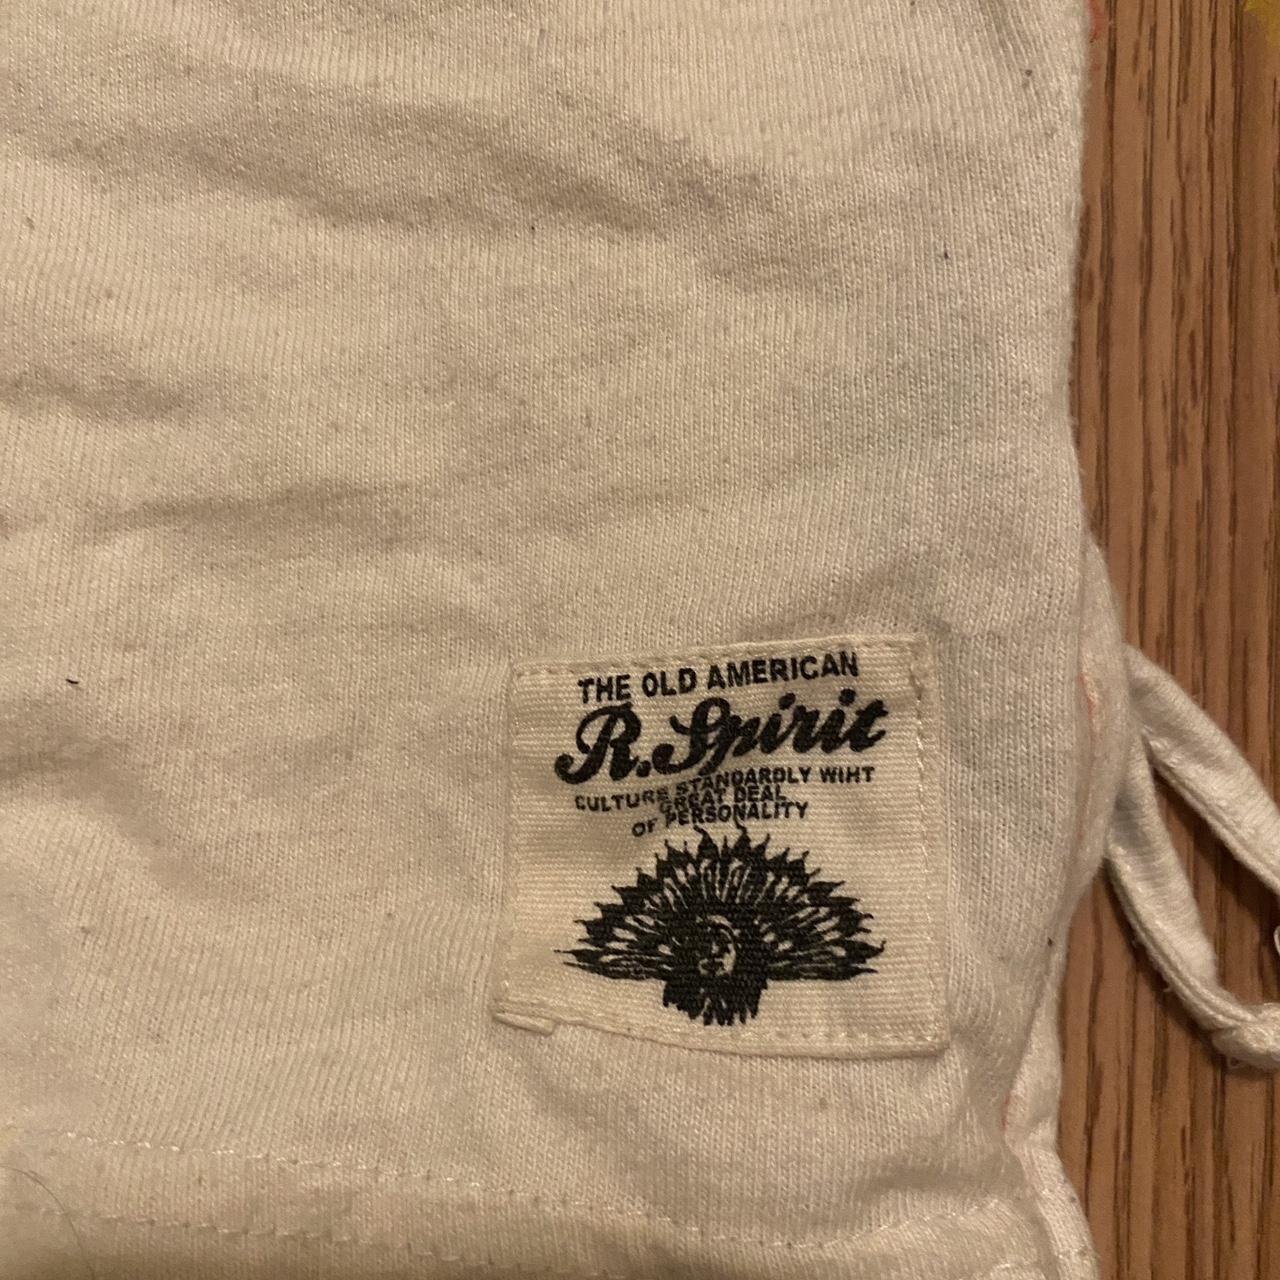 THE OLD AMERICAN
R.Spirit
CULTURE STANDARDLY WIHT
GREAT DEAL
OF PERSONALITY